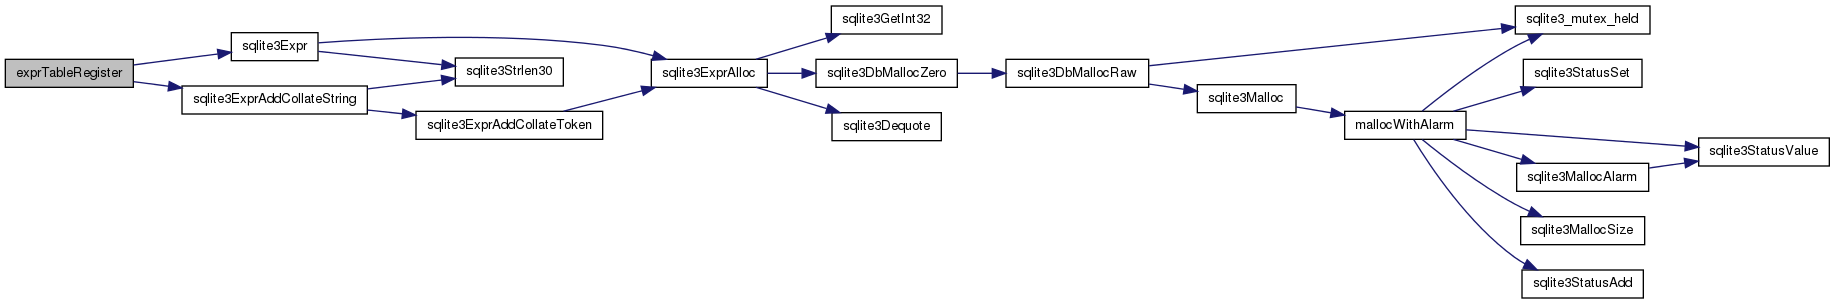 exprTableRegister
sqlite3Expr
sqlite3ExprAddCollateString
sqlite3Strlen30
sqlite3ExprAddCollateToken
sqlite3ExprAlloc
sqlite3GetInt32
sqlite3DbMallocZero
sqlite3Dequote
sqlite3DbMallocRaw
sqlite3Malloc
mallocWithAlarm
sqlite3_mutex_held
sqlite3StatusSet
sqlite3MallocAlarm
sqlite3MallocSize
sqlite3StatusAdd
sqlite3StatusValue